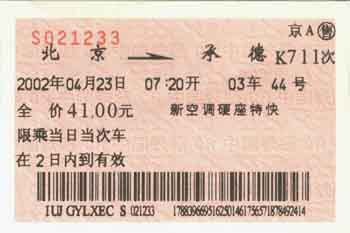 S021233 京A售
北京 → 承德 K711次
2002年04月23日 07:20开 03车 44号
全 价41.00元 新空调硬座特快
限乘当日当次车
在2日内到有效
IUJ GYLXEC S 021233 1788039669516250146175657187849 2414